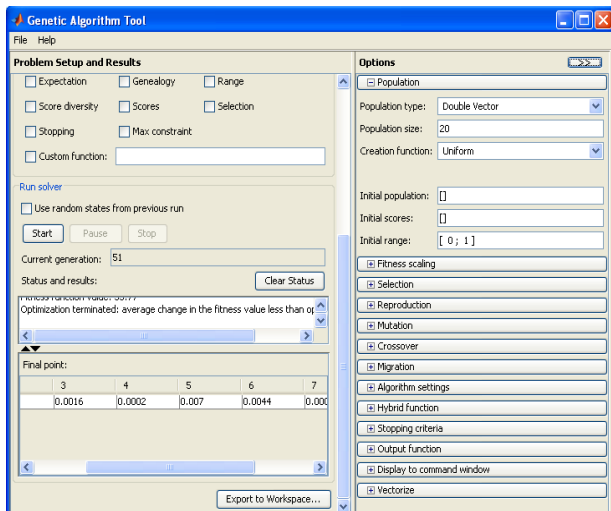 Genetic Algorithm Tool
File Help
Problem Setup and Results
Expectation Genealogy Range
Score diversity Scores Selection
Stopping Max constraint
Custom function:
Run solver
Use random states from previous run
Start Pause Stop
Current generation: 51
Status and results: Clear Status
Optimization terminated: average change in the fitness value less than op
Final point:
3 4 5 6 7
0.0016 0.0002 0.007 0.0044 0.000
Export to Workspace...
Options >>
Population
Population type: Double Vector
Population size: 20
Creation function: Uniform
Initial population: []
Initial scores: []
Initial range: [ 0 ; 1 ]
Fitness scaling
Selection
Reproduction
Mutation
Crossover
Migration
Algorithm settings
Hybrid function
Stopping criteria
Output function
Display to command window
Vectorize